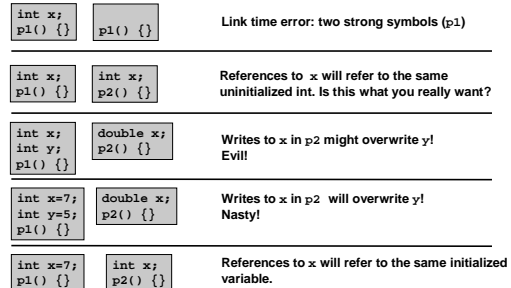 int x;
p1() {}
p1() {}
Link time error: two strong symbols (p1)
int x;
p1() {}
int x;
p2() {}
References to x will refer to the same
uninitialized int. Is this what you really want?
int x;
int y;
p1() {}
double x;
p2() {}
Writes to x in p2 might overwrite y!
Evil!
int x=7;
int y=5;
p1() {}
double x;
p2() {}
Writes to x in p2 will overwrite y!
Nasty!
int x=7;
p1() {}
int x;
p2() {}
References to x will refer to the same initialized
variable.